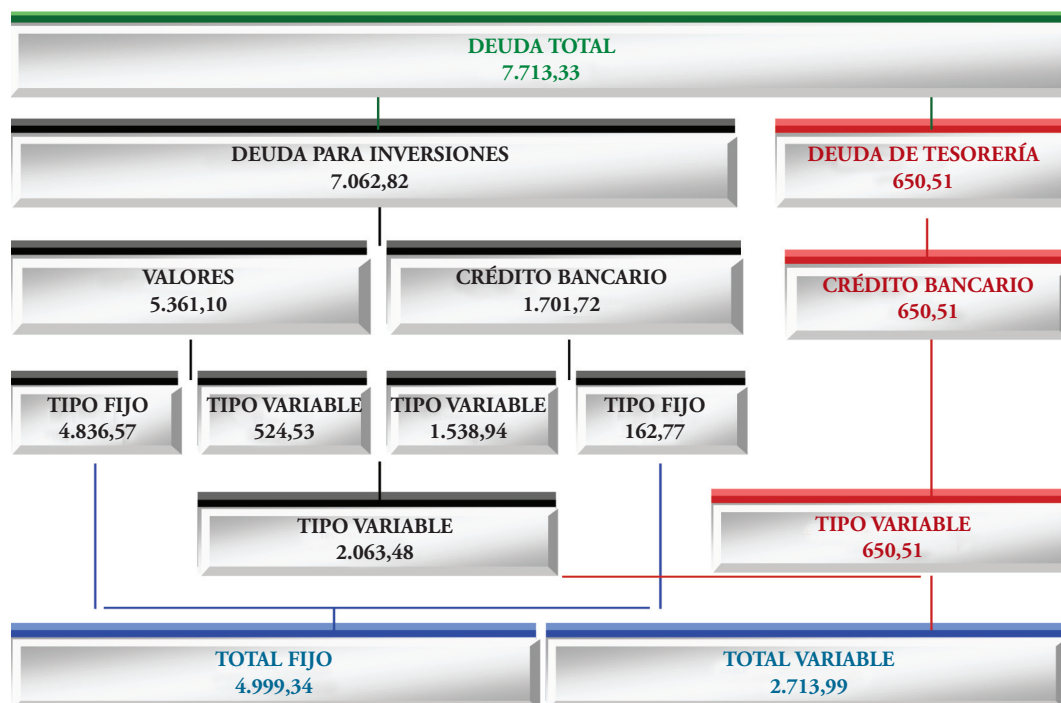 DEUDA TOTAL
7.713,33
DEUDA PARA INVERSIONES
7.062,82
DEUDA DE TESORERÍA
650,51
VALORES
5.361,10
CRÉDITO BANCARIO
1.701,72
CRÉDITO BANCARIO
650,51
TIPO FIJO
4.836,57
TIPO VARIABLE
524,53
TIPO VARIABLE
1.538,94
TIPO FIJO
162,77
TIPO VARIABLE
2.063,48
TIPO VARIABLE
650,51
TOTAL FIJO
4.999,34
TOTAL VARIABLE
2.713,99